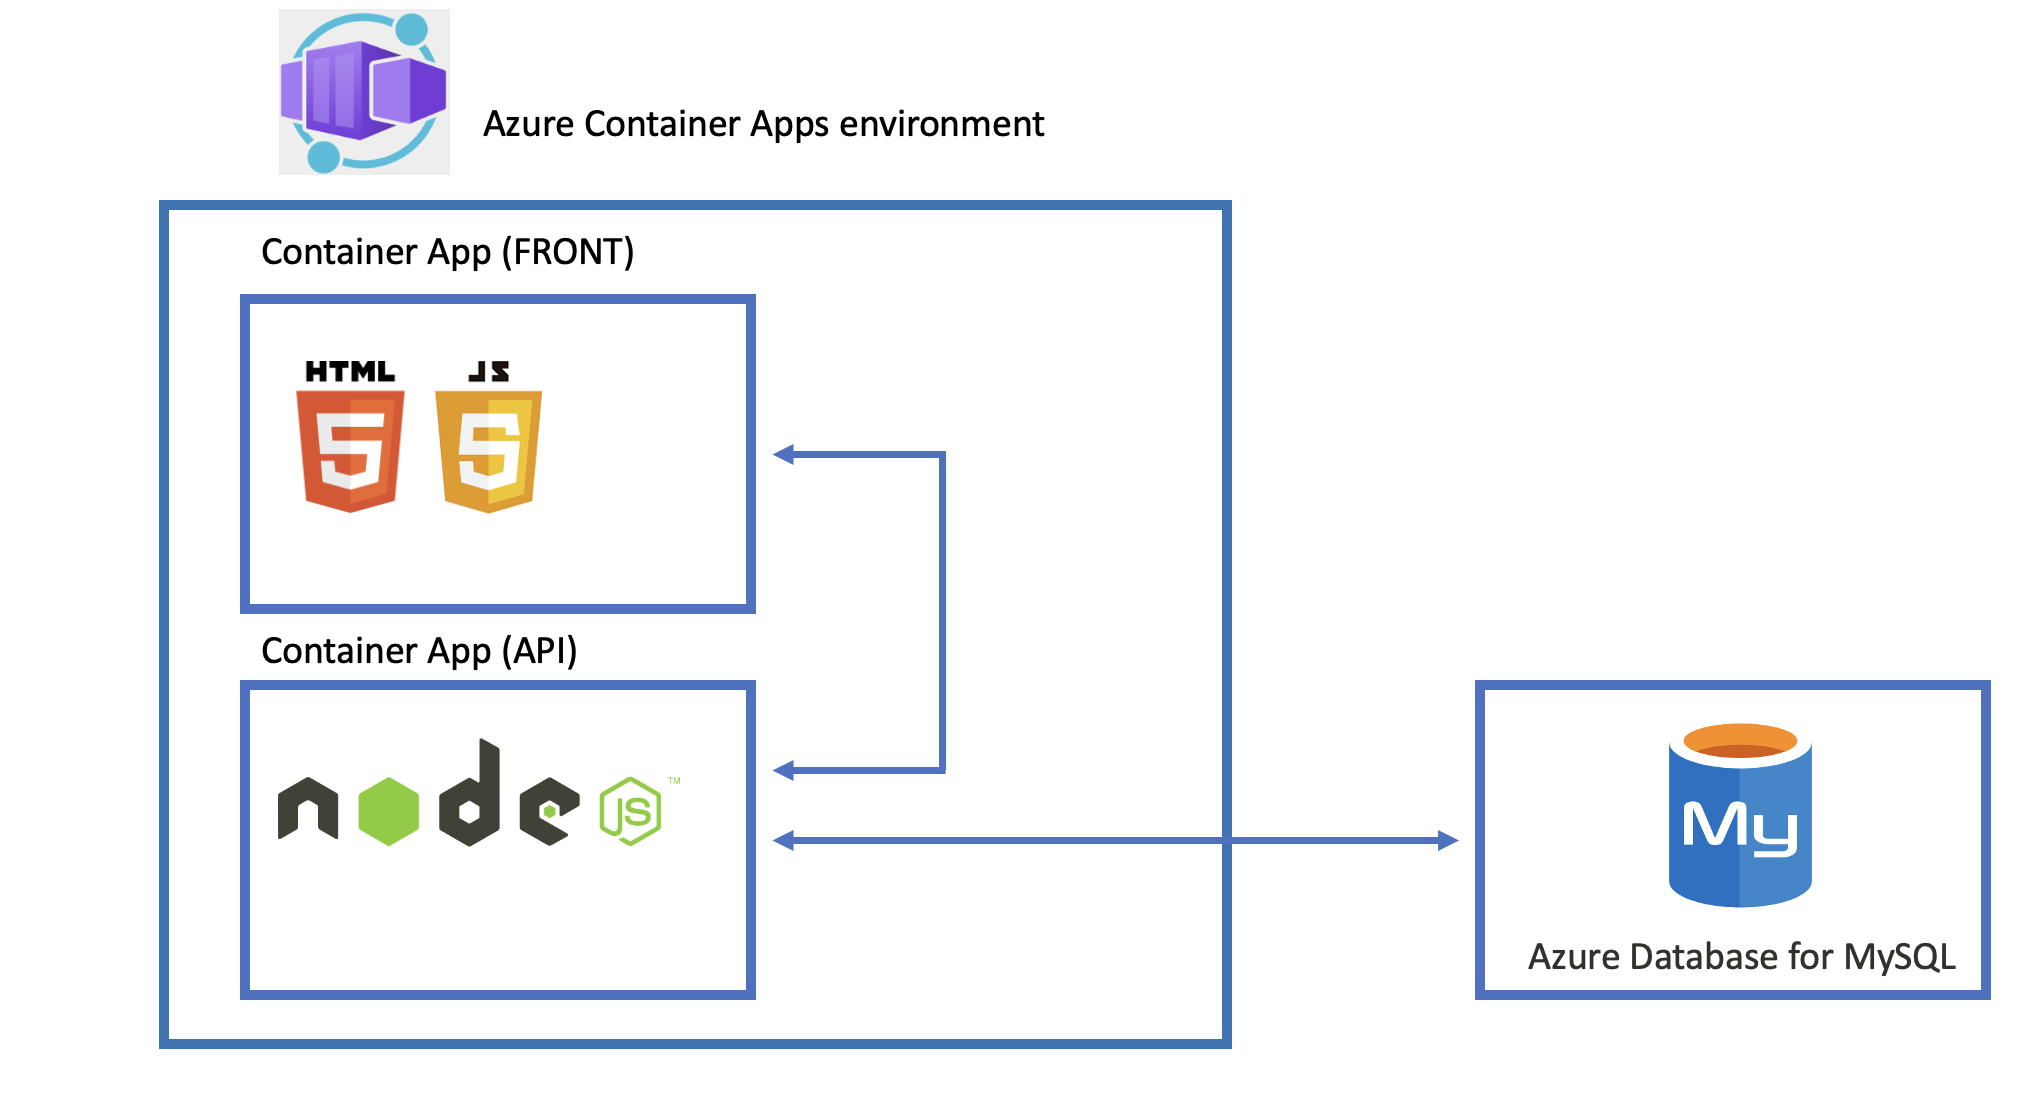 Azure Container Apps environment
Container App (FRONT)
HTML JS
5 5
Container App (API)
node JS ™
My
Azure Database for MySQL